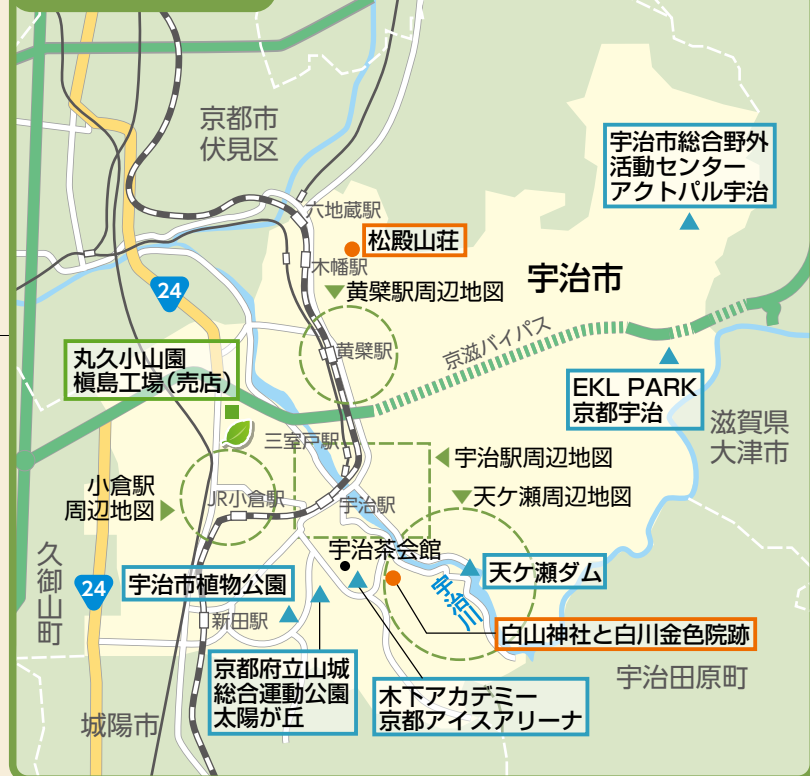 京都市
伏見区
宇治市総合野外
活動センター
アクトパル宇治
六地蔵駅
松殿山荘
木幡駅
宇治市
24
黄檗駅周辺地図
京滋バイパス
黄檗駅
丸久小山園
槇島工場(売店)
EKL PARK
京都宇治
滋賀県
大津市
三室戸駅
宇治駅周辺地図
小倉駅
周辺地図
JR小倉駅
宇治駅
天ケ瀬周辺地図
久御山町
宇治茶会館
24
宇治市植物公園
宇治川
天ケ瀬ダム
新田駅
白山神社と白川金色院跡
京都府立山城
総合運動公園
太陽が丘
木下アカデミー
京都アイスアリーナ
宇治田原町
城陽市